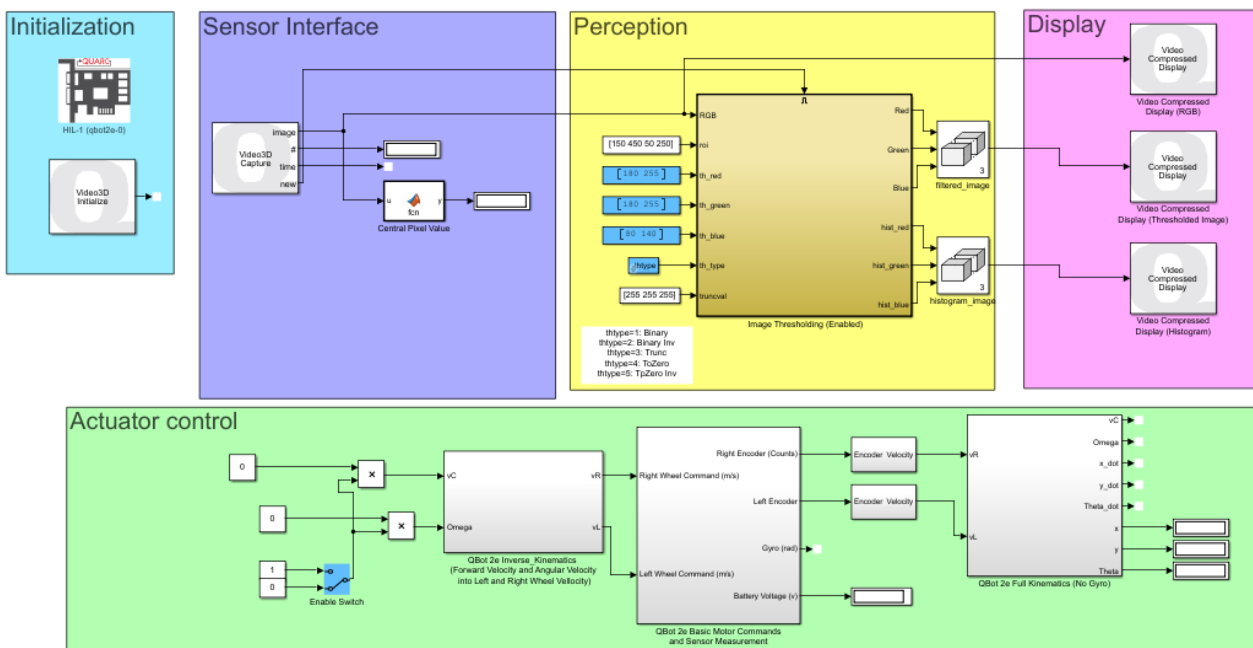 Initialization
QUARC
HIL-1 (qbot2e-0)
Video3D
Initialize
Sensor Interface
Video3D
Capture
image
#
time
new
u
fcn
y
Central Pixel Value
Perception
[150 450 50 250]
[180 255]
[180 255]
[80 140]
thtype
[255 255 255]
RGB
roi
th_red
th_green
th_blue
th_type
truncval
Red
Green
Blue
hist_red
hist_green
hist_blue
Image Thresholding (Enabled)
3
filtered_image
3
histogram_image
thtype=1: Binary
thtype=2: Binary Inv
thtype=3: Trunc
thtype=4: ToZero
thtype=5: TpZero Inv
Display
Video
Compressed
Display
Video Compressed
Display (RGB)
Video
Compressed
Display
Video Compressed
Display (Thresholded Image)
Video
Compressed
Display
Video Compressed
Display (Histogram)
Actuator control
0
×
0
×
1
0
Enable Switch
vC
Omega
vR
vL
QBot 2e Inverse_Kinematics
(Forward Velocity and Angular Velocity
into Left and Right Wheel Vellocity)
Right Wheel Command (m/s)
Left Wheel Command (m/s)
Right Encoder (Counts)
Left Encoder
Gyro (rad)
Battery Voltage (v)
QBot 2e Basic Motor Commands
and Sensor Measurement
Encoder Velocity
Encoder Velocity
vR
vL
vC
Omega
x_dot
y_dot
Theta_dot
x
y
Theta
QBot 2e Full Kinematics (No Gyro)